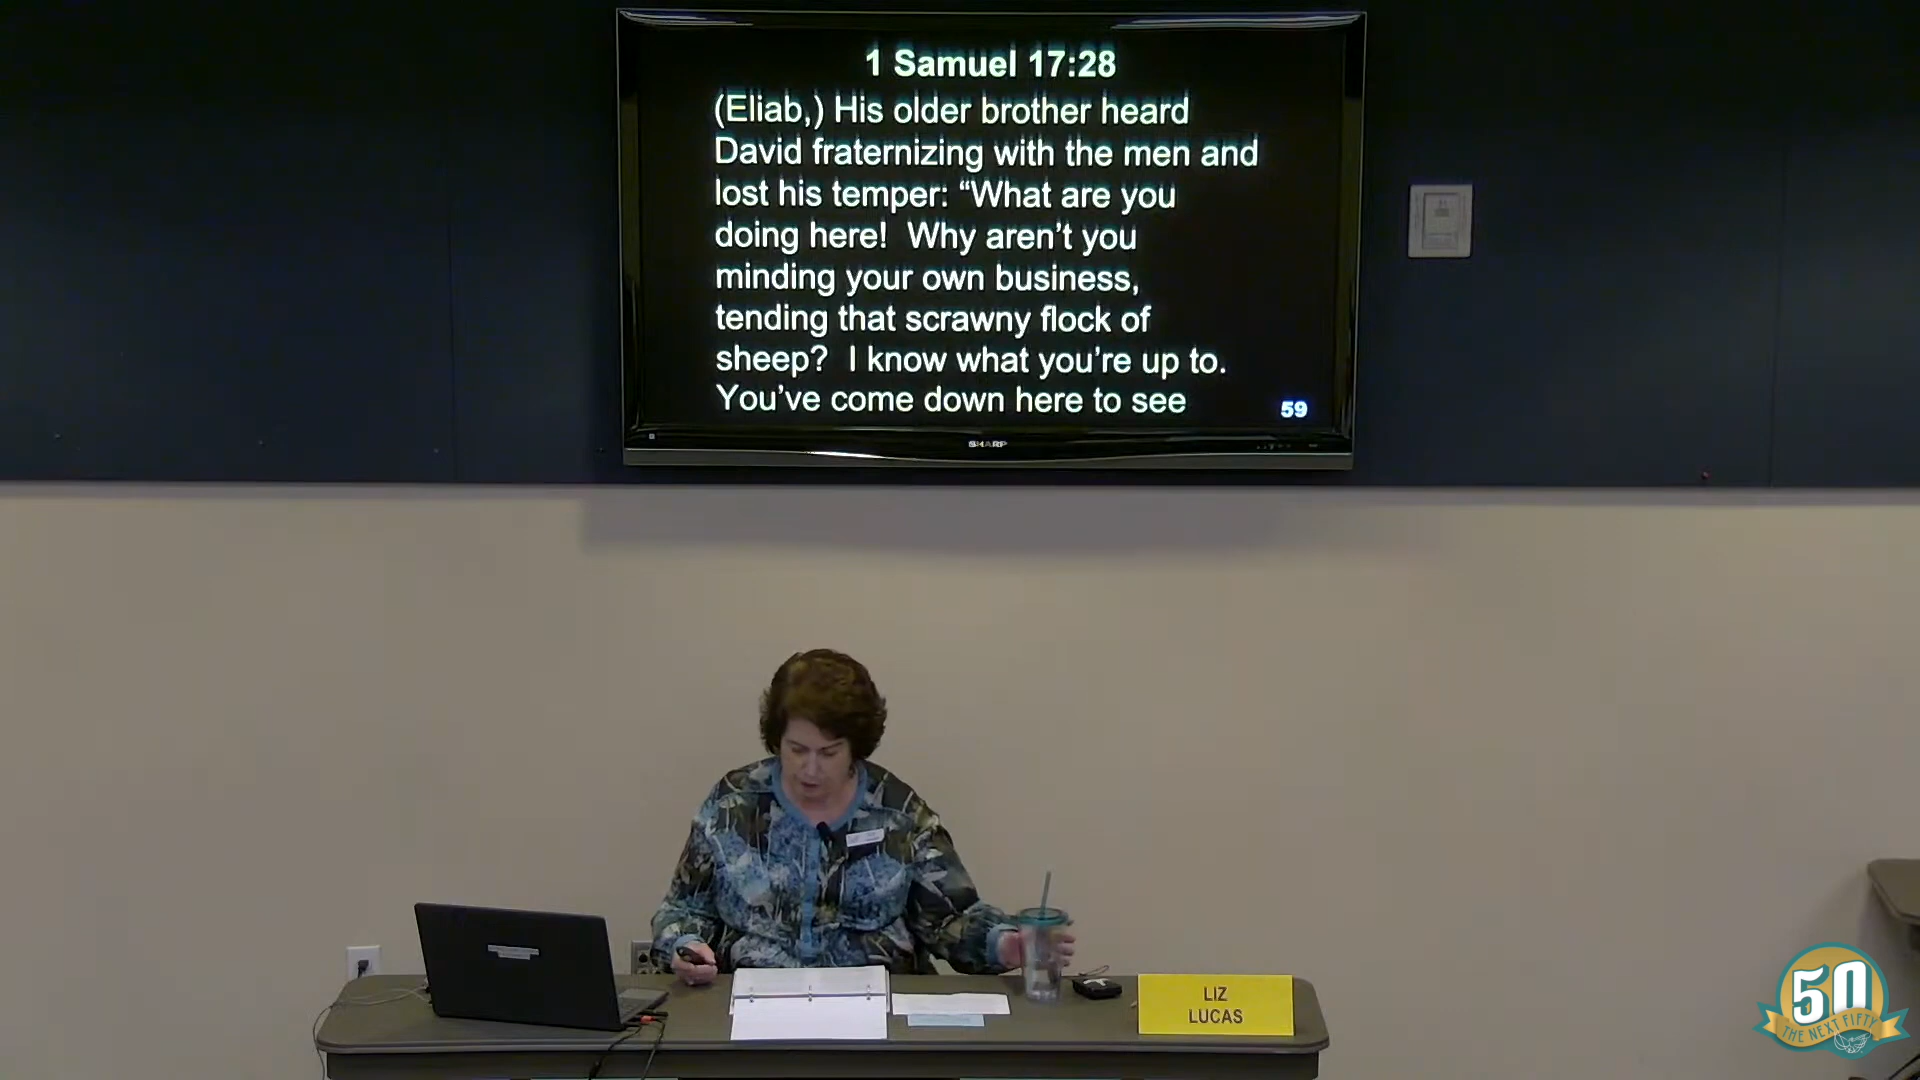 1 Samuel 17:28
(Eliab,) His older brother heard
David fraternizing with the men and
lost his temper: “What are you
doing here!  Why aren’t you
minding your own business,
tending that scrawny flock of
sheep?  I know what you’re up to.
You’ve come down here to see
59
SHARP
LIZ
LUCAS
50
THE NEXT FIFTY